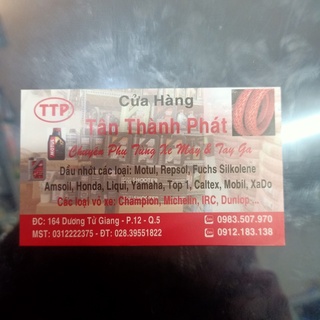 TTP
Cửa Hàng
Tân Thành Phát
Chuyên Phụ Tùng Xe Máy & Tay Ga
Dầu nhớt các loại: Motul, Repsol, Fuchs Silkolene
Amsoil, Honda, Liqui, Yamaha, Top 1, Caltex, Mobil, XaDo
Các loại vỏ xe: Champion, Michelin, IRC, Dunlop...
ĐC: 164 Dương Tử Giang - P.12 - Q.5
0983.507.970
MST: 0312222375 - ĐT: 028.39551822
0912.183.138